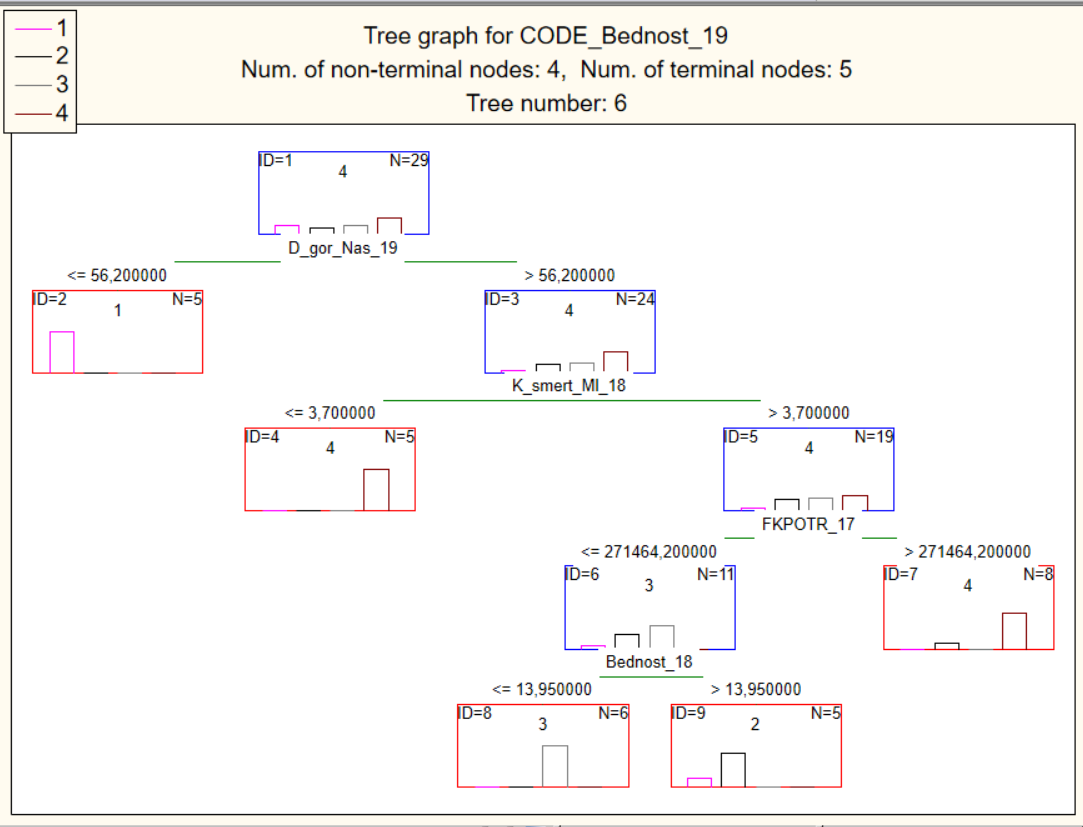 1
2
3
4
Tree graph for CODE_Bednost_19
Num. of non-terminal nodes: 4, Num. of terminal nodes: 5
Tree number: 6
ID=1 N=29
4
D_gor_Nas_19
<= 56,200000 > 56,200000
ID=2 N=5 ID=3 N=24
1 4
K_smert_MI_18
<= 3,700000 > 3,700000
ID=4 N=5 ID=5 N=19
4 4
FKPOTR_17
<= 271464,200000 > 271464,200000
ID=6 N=11 ID=7 N=8
3 4
Bednost_18
<= 13,950000 > 13,950000
ID=8 N=6 ID=9 N=5
3 2